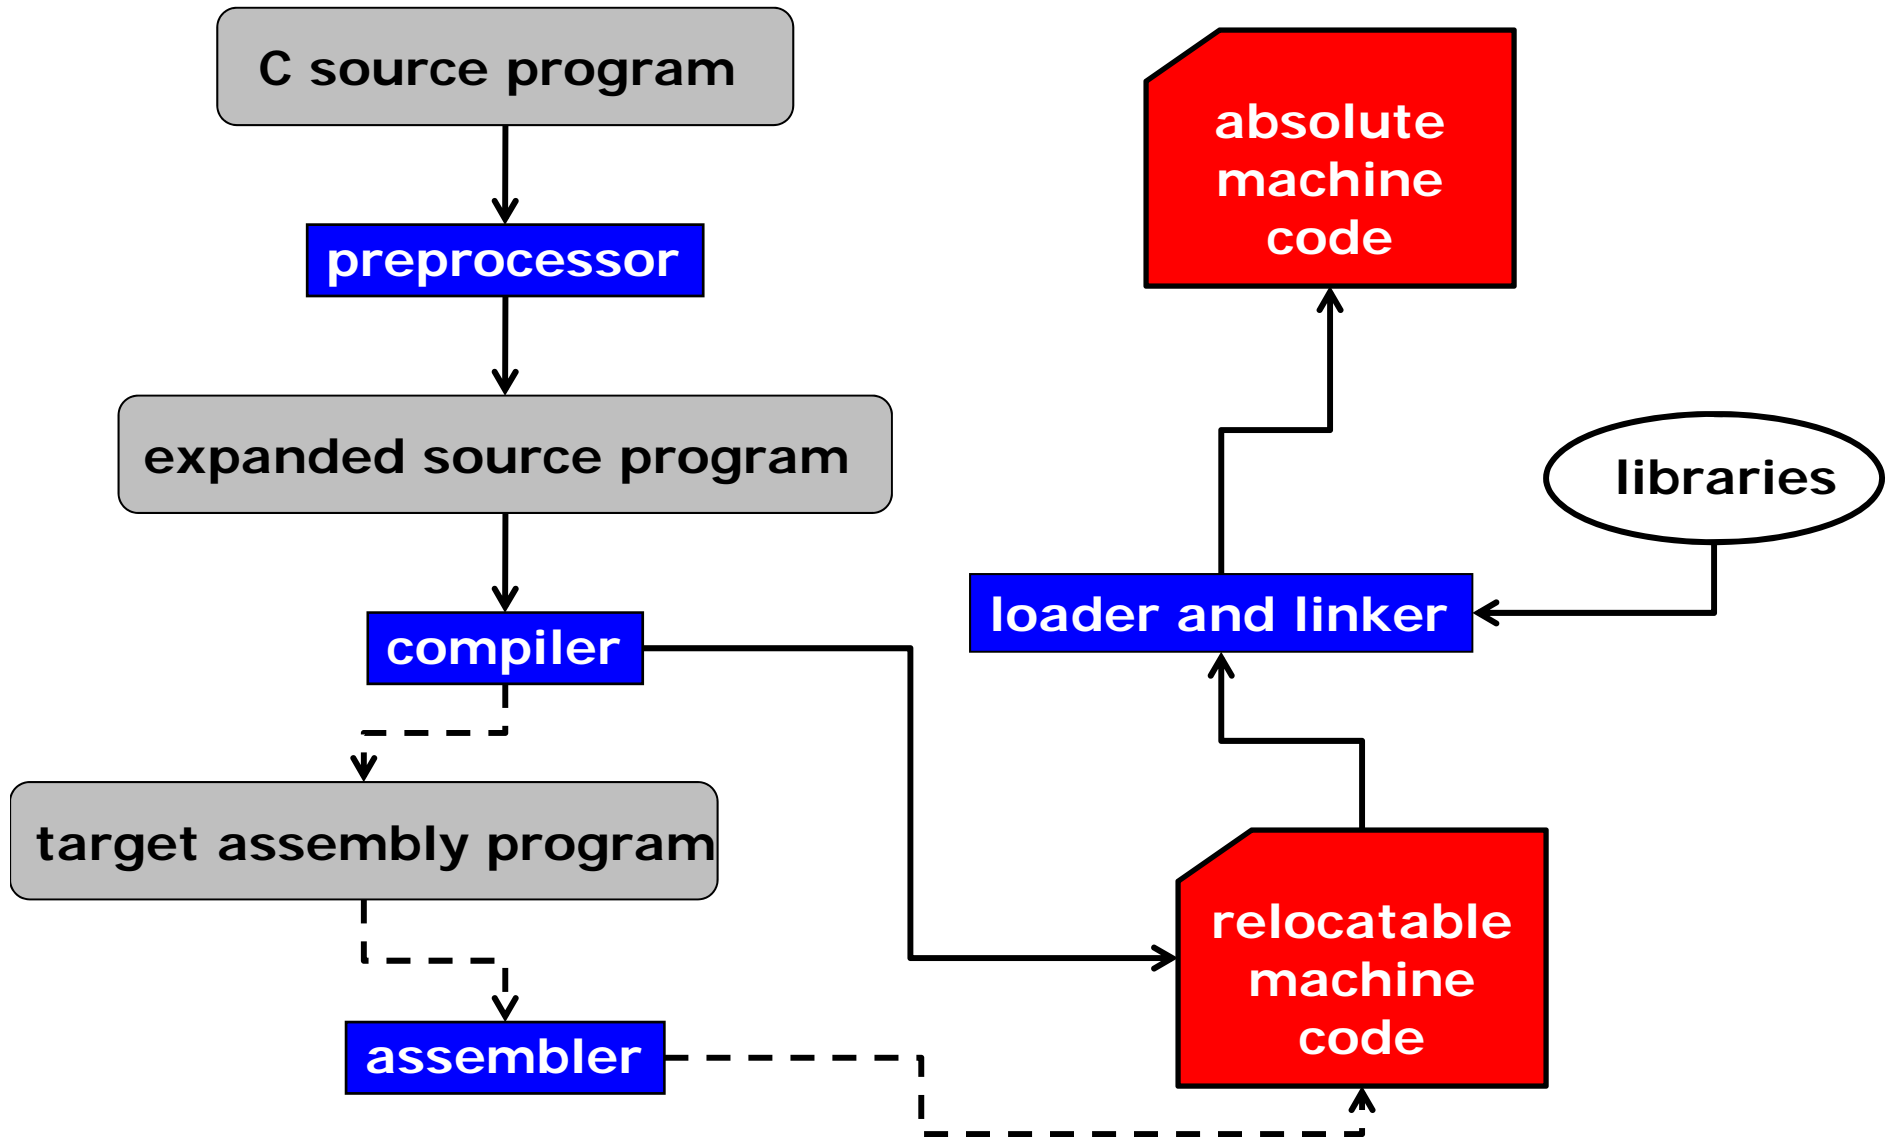 C source program
preprocessor
expanded source program
compiler
target assembly program
assembler
absolute
machine
code
libraries
loader and linker
relocatable
machine
code